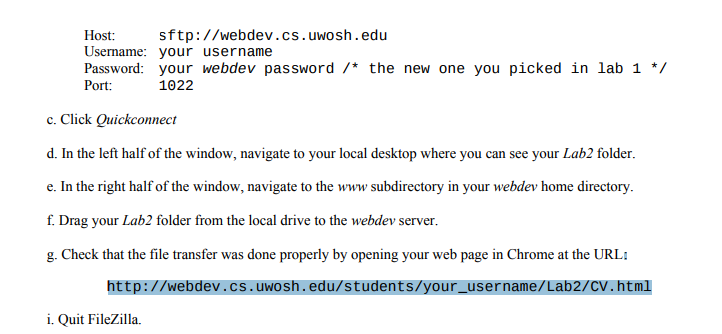 Host: sftp://webdev.cs.uwosh.edu
Username: your username
Password: your webdev password /* the new one you picked in lab 1 */
Port: 1022
c. Click Quickconnect
d. In the left half of the window, navigate to your local desktop where you can see your Lab2 folder.
e. In the right half of the window, navigate to the www subdirectory in your webdev home directory.
f. Drag your Lab2 folder from the local drive to the webdev server.
g. Check that the file transfer was done properly by opening your web page in Chrome at the URL:
http://webdev.cs.uwosh.edu/students/your_username/Lab2/CV.html
i. Quit FileZilla.